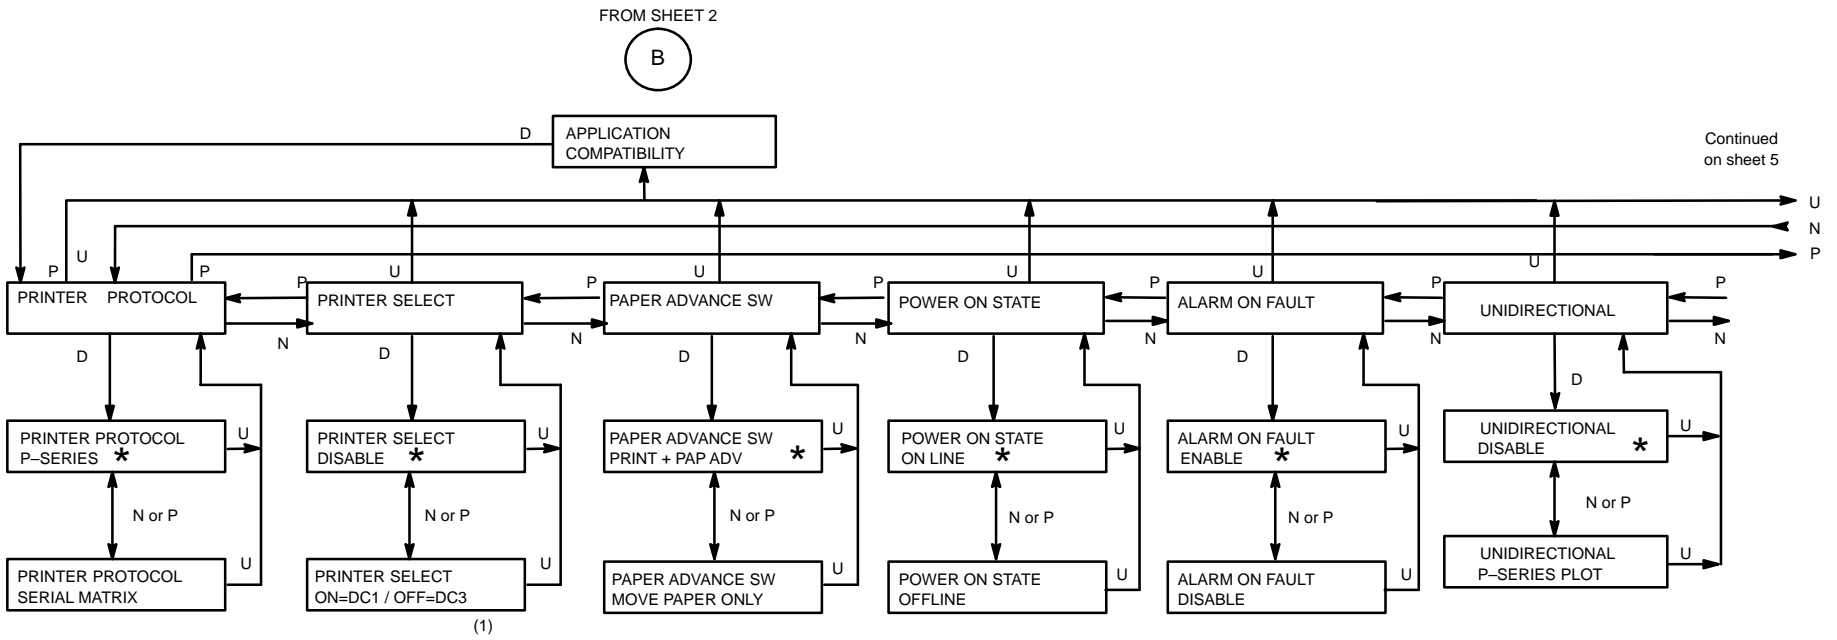 FROM SHEET 2
B
D
APPLICATION
COMPATIBILITY
Continued
on sheet 5
U
N
P
P
U
P
U
P
U
P
U
P
U
P
U
P
PRINTER PROTOCOL
PRINTER SELECT
PAPER ADVANCE SW
POWER ON STATE
ALARM ON FAULT
UNIDIRECTIONAL
D
N
D
N
D
N
D
N
D
N
D
N
PRINTER PROTOCOL
P–SERIES *
U
PRINTER SELECT
DISABLE *
U
PAPER ADVANCE SW
PRINT + PAP ADV *
U
POWER ON STATE
ON LINE *
U
ALARM ON FAULT
ENABLE *
U
UNIDIRECTIONAL
DISABLE *
U
N or P
N or P
N or P
N or P
N or P
N or P
PRINTER PROTOCOL
SERIAL MATRIX
U
PRINTER SELECT
ON=DC1 / OFF=DC3
U
PAPER ADVANCE SW
MOVE PAPER ONLY
U
POWER ON STATE
OFFLINE
U
ALARM ON FAULT
DISABLE
U
UNIDIRECTIONAL
P–SERIES PLOT
U
(1)